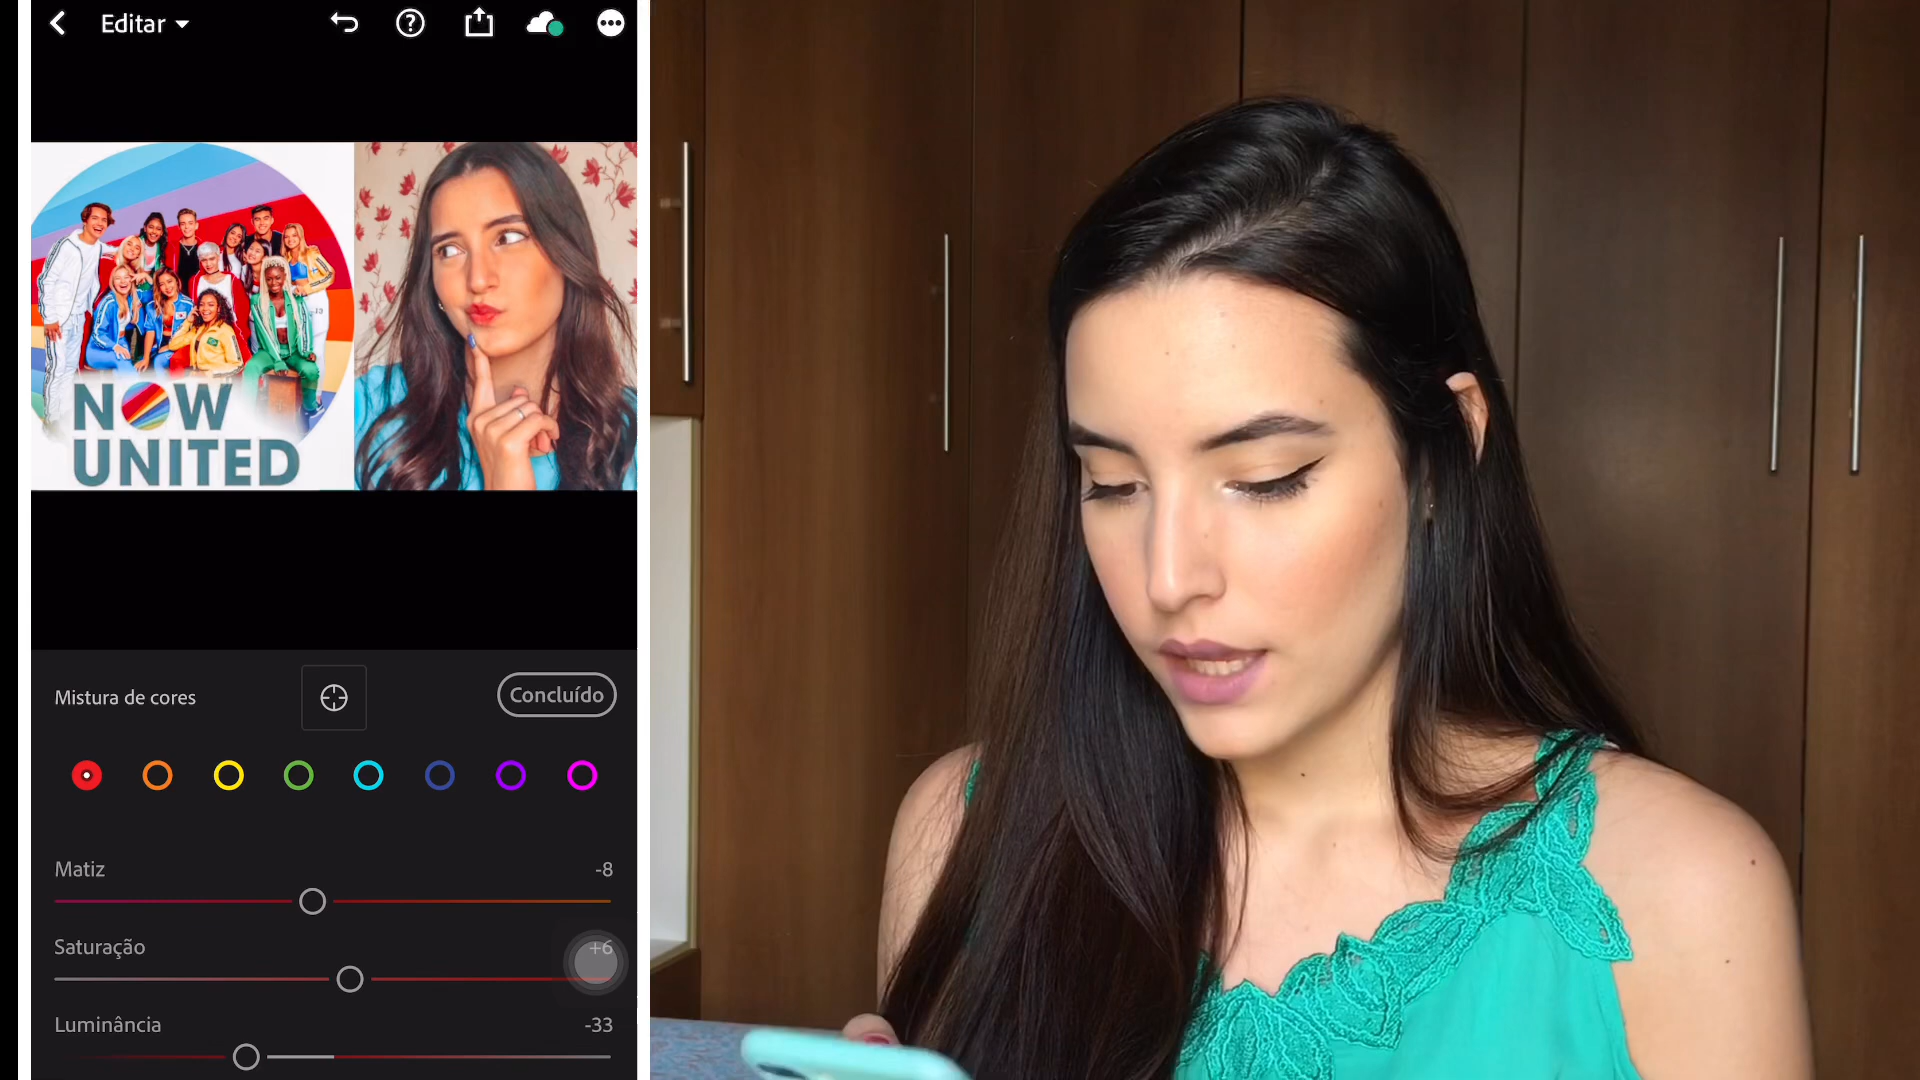 Editar
NOW
UNITED
Mistura de cores
Concluído
Matiz
-8
Saturação
+6
Luminância
-33